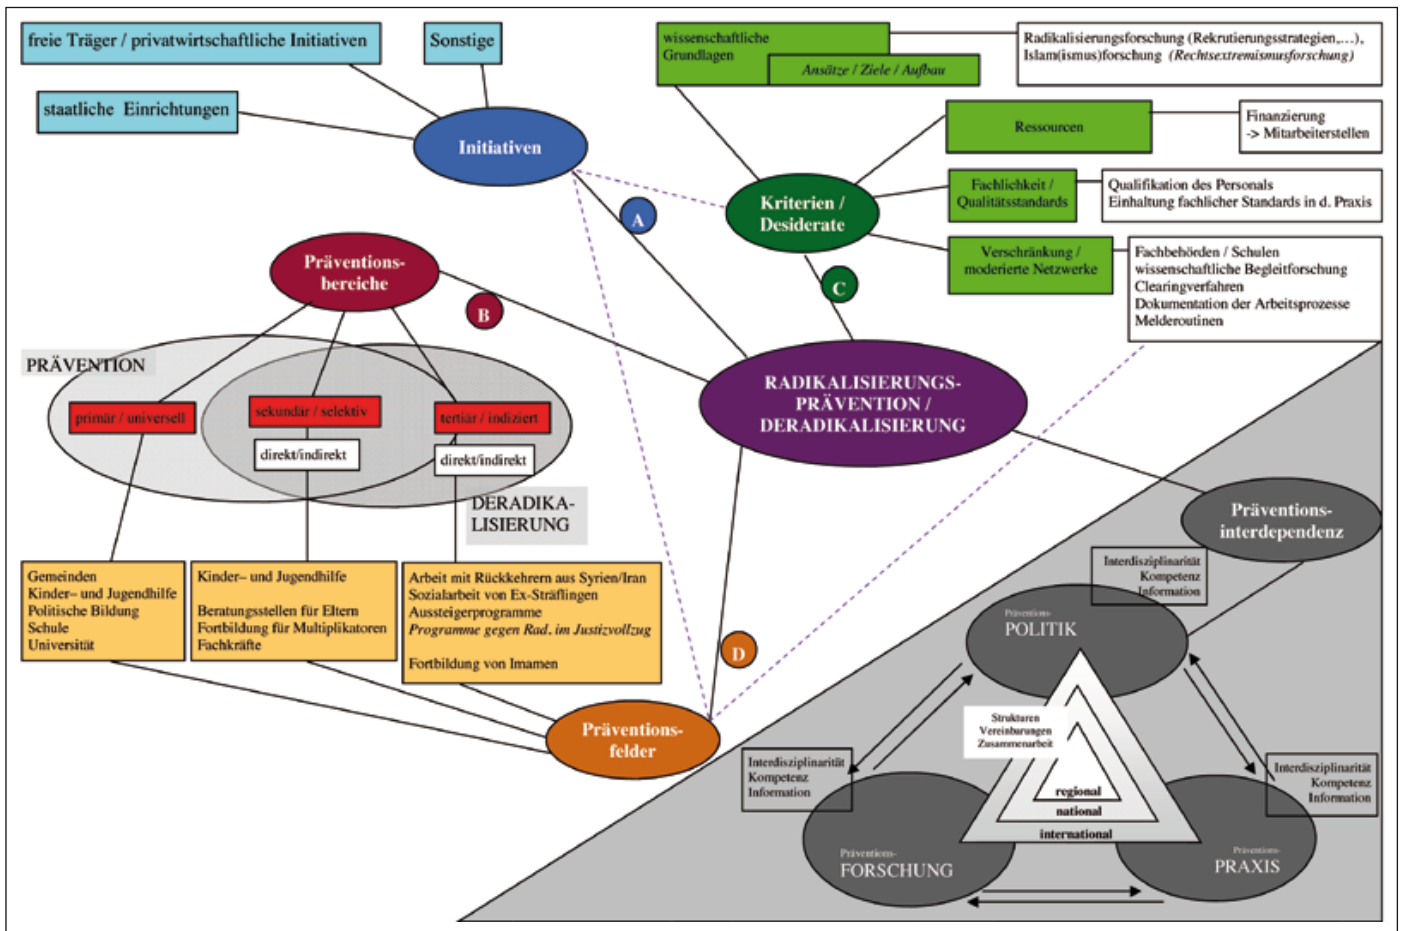 freie Träger / privatwirtschaftliche Initiativen
Sonstige
staatliche Einrichtungen
Initiativen
wissenschaftliche
Grundlagen
Ansätze / Ziele / Aufbau
Radikalisierungsforschung (Rekrutierungsstrategien,...),
Islam(ismus)forschung (Rechtsextremismusforschung)
Ressourcen
Finanzierung
-> Mitarbeiterstellen
Fachlichkeit /
Qualitätsstandards
Qualifikation des Personals
Einhaltung fachlicher Standards in d. Praxis
Kriterien /
Desiderate
Verschränkung /
moderierte Netzwerke
Fachbehörden / Schulen
wissenschaftliche Begleitforschung
Clearingverfahren
Dokumentation der Arbeitsprozesse
Melderoutinen
A
Präventions-
bereiche
B
C
PRÄVENTION
primär / universell
sekundär / selektiv
tertiär / indiziert
direkt/indirekt
direkt/indirekt
DERADIKA-
LISIERUNG
RADIKALISIERUNGS-
PRÄVENTION /
DERADIKALISIERUNG
Gemeinden
Kinder– und Jugendhilfe
Politische Bildung
Schule
Universität
Kinder– und Jugendhilfe
Beratungsstellen für Eltern
Fortbildung für Multiplikatoren
Fachkräfte
Arbeit mit Rückkehrern aus Syrien/Iran
Sozialarbeit von Ex-Sträflingen
Aussteigerprogramme
Programme gegen Rad. im Justizvollzug
Fortbildung von Imamen
D
Präventions-
felder
Präventions-
interdependenz
Interdisziplinarität
Kompetenz
Information
Präventions-
POLITIK
Strukturen
Vereinbarungen
Zusammenarbeit
Interdisziplinarität
Kompetenz
Information
Interdisziplinarität
Kompetenz
Information
regional
national
international
Präventions-
FORSCHUNG
Präventions-
PRAXIS